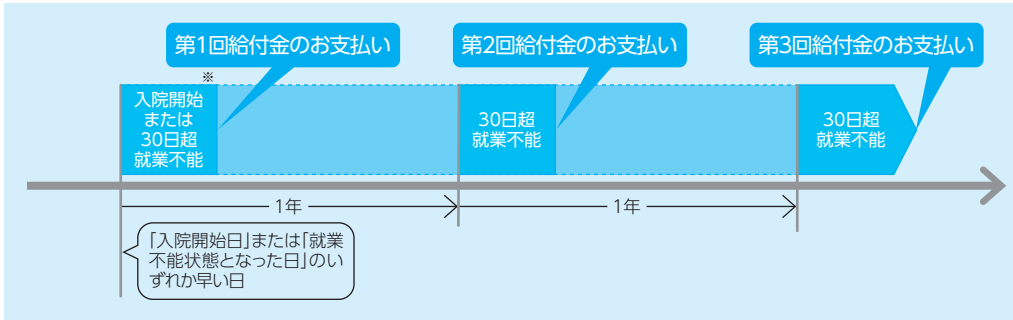 第1回給付金のお支払い
第2回給付金のお支払い
第3回給付金のお支払い
※
入院開始
または
30日超
就業不能
30日超
就業不能
30日超
就業不能
1年
1年
「入院開始日」または「就業
不能状態となった日」のい
ずれか早い日